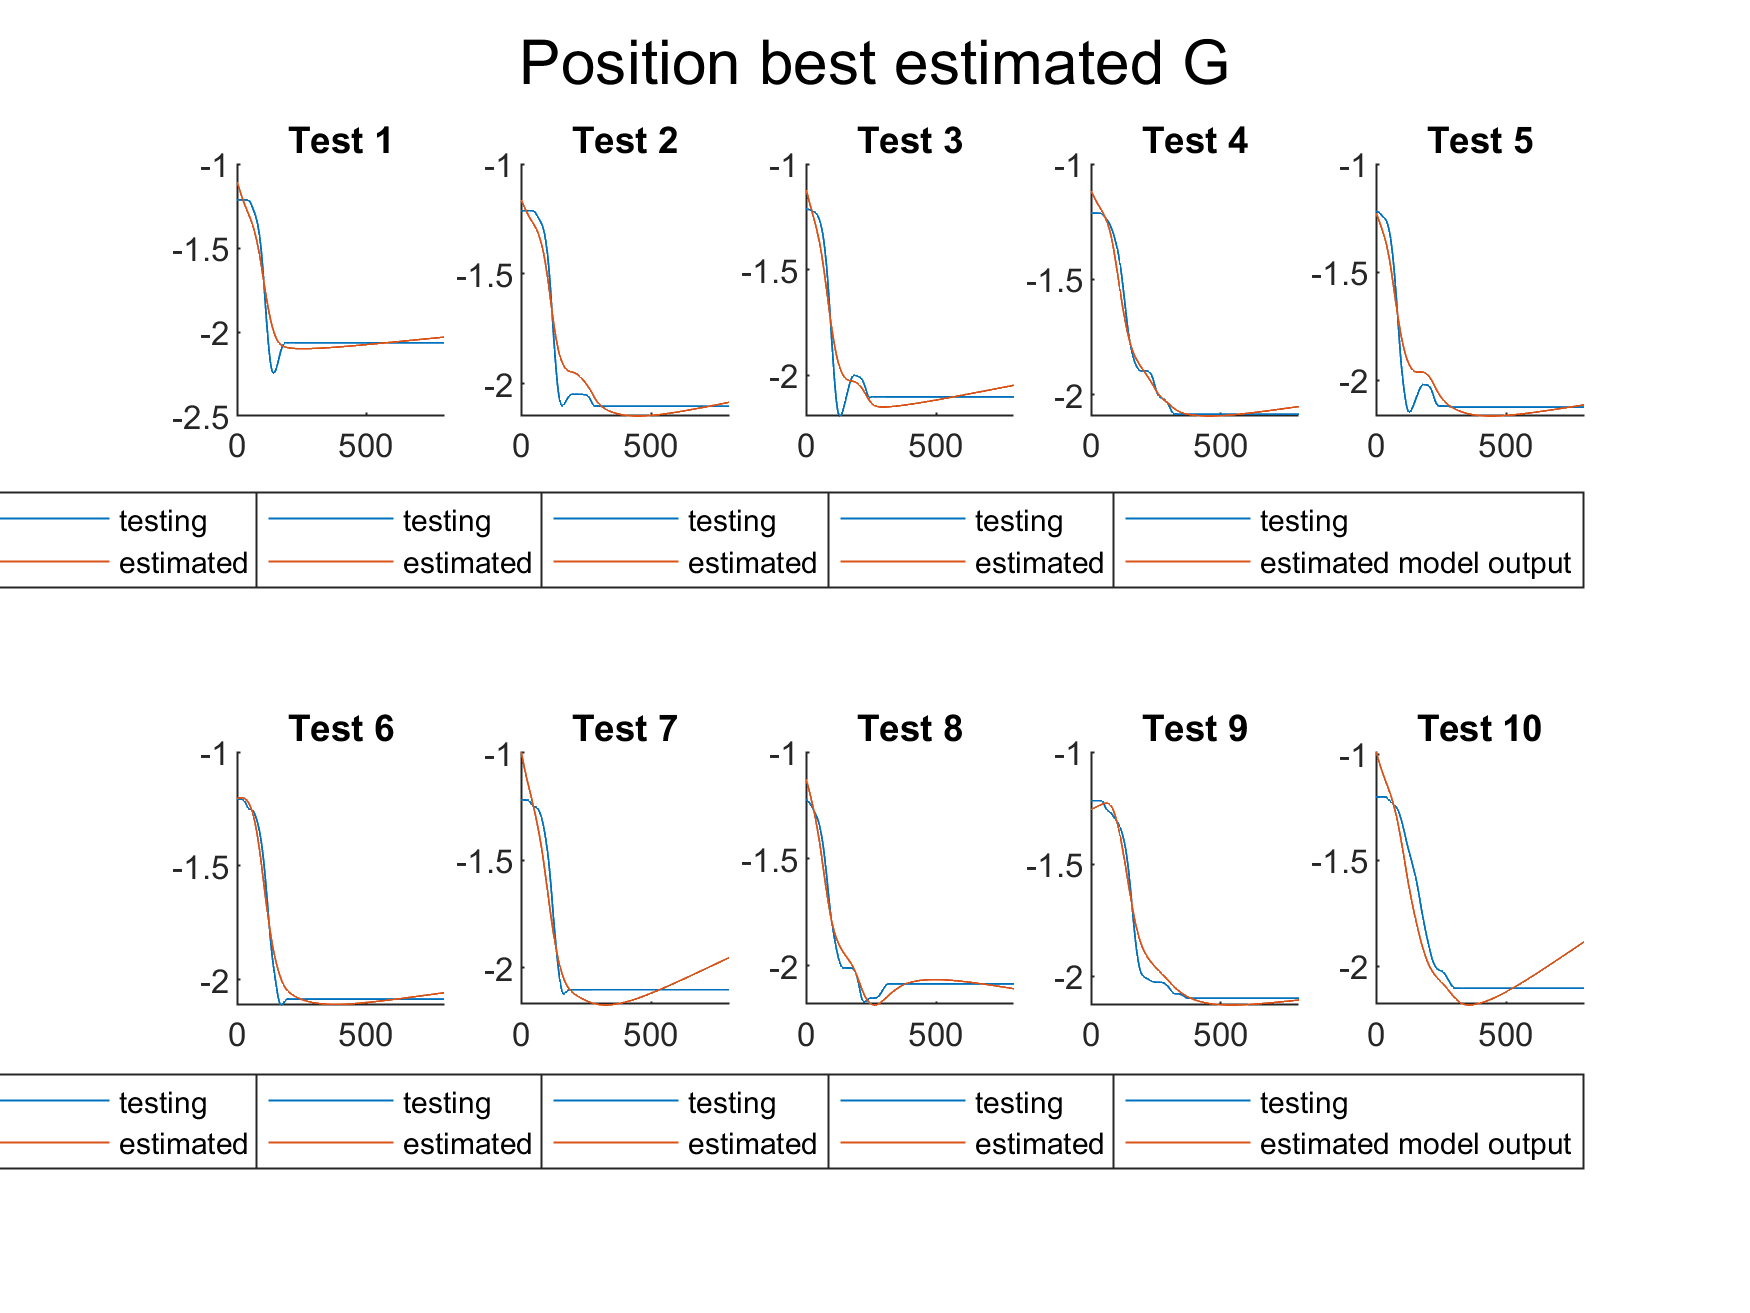 Position best estimated G
Test 1 Test 2 Test 3 Test 4 Test 5
-1 -1 -1 -1 -1
-1.5 -1.5 -1.5 -1.5 -1.5
-2 -2 -2 -2 -2
-2.5
0 500 0 500 0 500 0 500 0 500
testing testing testing testing testing
estimated estimated estimated estimated estimated model output
Test 6 Test 7 Test 8 Test 9 Test 10
-1 -1 -1 -1 -1
-1.5 -1.5 -1.5 -1.5 -1.5
-2 -2 -2 -2 -2
0 500 0 500 0 500 0 500 0 500
testing testing testing testing testing
estimated estimated estimated estimated estimated model output